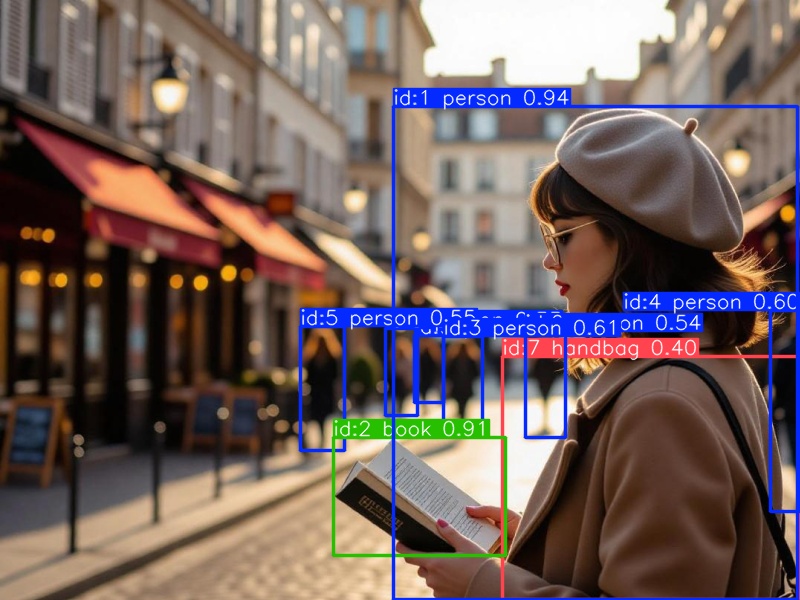 id:1 person 0.94
id:4 person 0.60
id:5 person 0.55
id:3 person 0.61
on 0.54
id:7 handbag 0.40
id:2 book 0.91